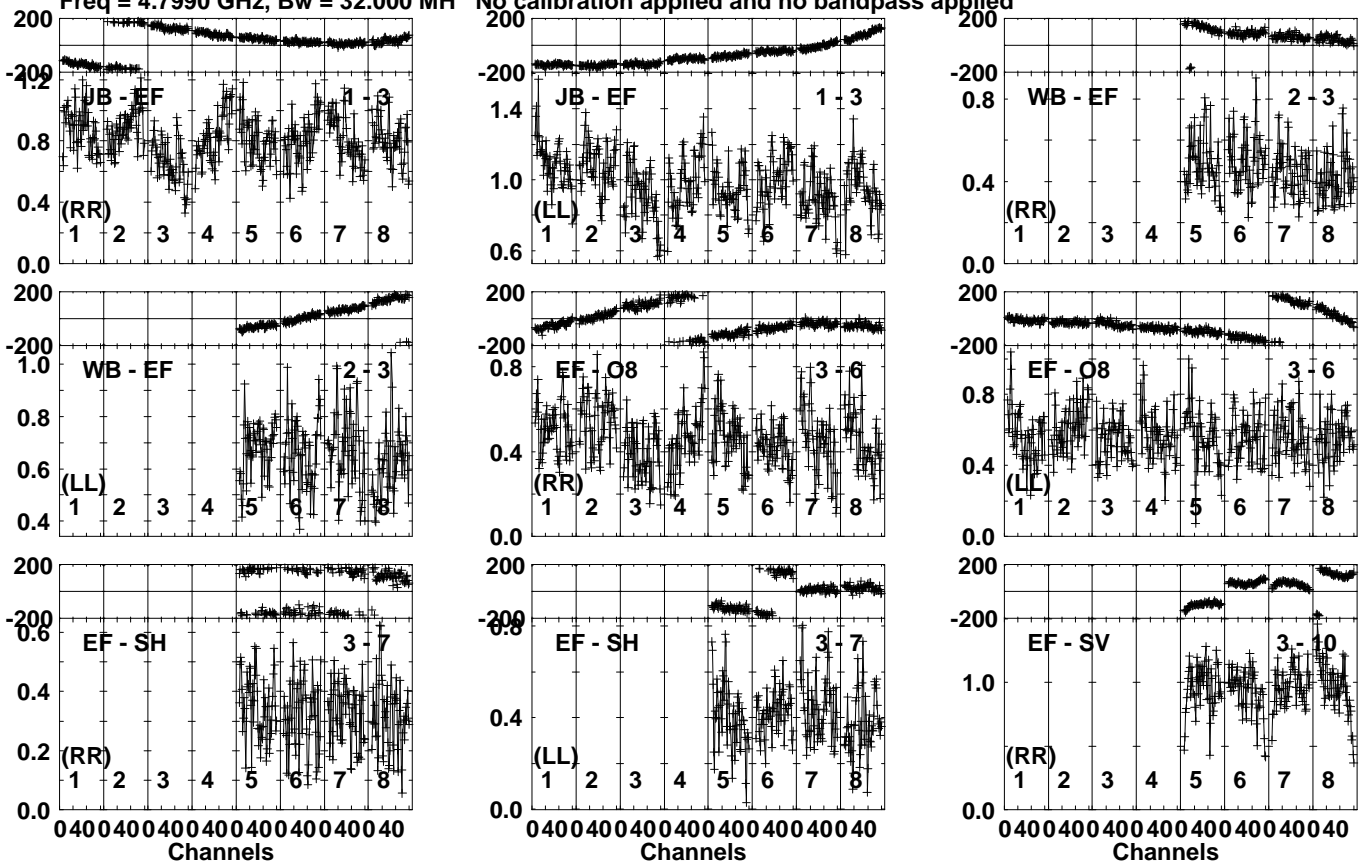 Freq = 4.7990 GHz, Bw = 32.000 MH No calibration applied and no bandpass applied
200 200 200
-200 -200 -200
1.2 JB - EF 1 - 3 JB - EF 1 - 3 WB - EF 2 - 3
1.4 0.8
0.8 1.0 0.4
0.4 (RR) (LL) (RR)
1 2 3 4 5 6 7 8 1 2 3 4 5 6 7 8 1 2 3 4 5 6 7 8
0.0 0.6 0.0
200 200 200
-200 -200 -200
1.0 WB - EF 2 - 3 0.8 EF - O8 3 - 6 EF - O8 3 - 6
0.8 0.8
0.6 0.4 0.4
(LL) (RR) (LL)
0.4 1 2 3 4 5 6 7 8 1 2 3 4 5 6 7 8 1 2 3 4 5 6 7 8
0.0 0.0
200 200 200
-200 -200 -200
0.6 EF - SH 3 - 7 0.8 EF - SH 3 - 7 EF - SV 3 - 10
0.4 0.4 1.0
0.2 (RR) (LL) (RR)
1 2 3 4 5 6 7 8 1 2 3 4 5 6 7 8 1 2 3 4 5 6 7 8
0.0 0.0 0.0
0 40 0 40 0 40 0 40 0 40 0 40 0 40 0 40 0 40 0 40 0 40 0 40 0 40 0 40 0 40 0 40 0 40 0 40 0 40 0 40 0 40 0 40 0 40 0 40
Channels Channels Channels